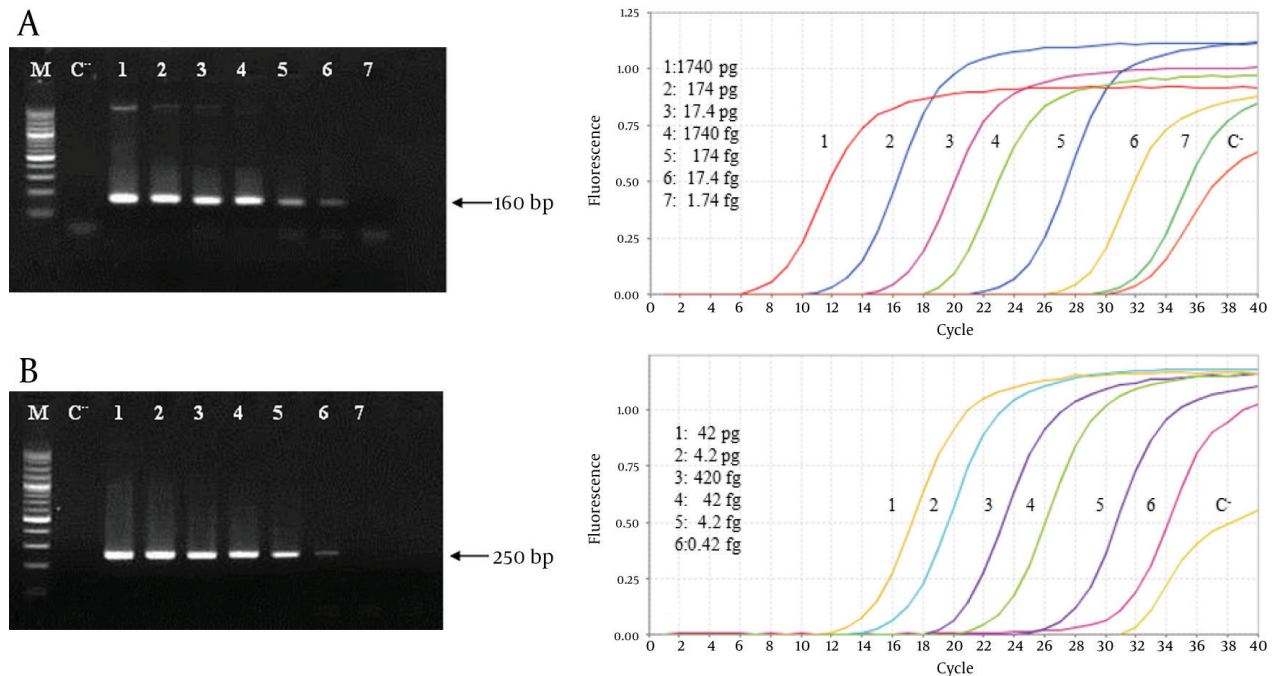 A
M C-- 1 2 3 4 5 6 7
160 bp
1.25
1.00
0.75
0.50
0.25
0.00
Fluorescence
1:1740 pg
2: 174 pg
3: 17.4 pg
4: 1740 fg
5: 174 fg
6: 17.4 fg
7: 1.74 fg
1 2 3 4 5 6 7 C-
0 2 4 6 8 10 12 14 16 18 20 22 24 26 28 30 32 34 36 38 40
Cycle
B
M C-- 1 2 3 4 5 6 7
250 bp
1.00
0.75
0.50
0.25
0.00
Fluorescence
1: 42 pg
2: 4.2 pg
3: 420 fg
4: 42 fg
5: 4.2 fg
6:0.42 fg
1 2 3 4 5 6 C-
0 2 4 6 8 10 12 14 16 18 20 22 24 26 28 30 32 34 36 38 40
Cycle